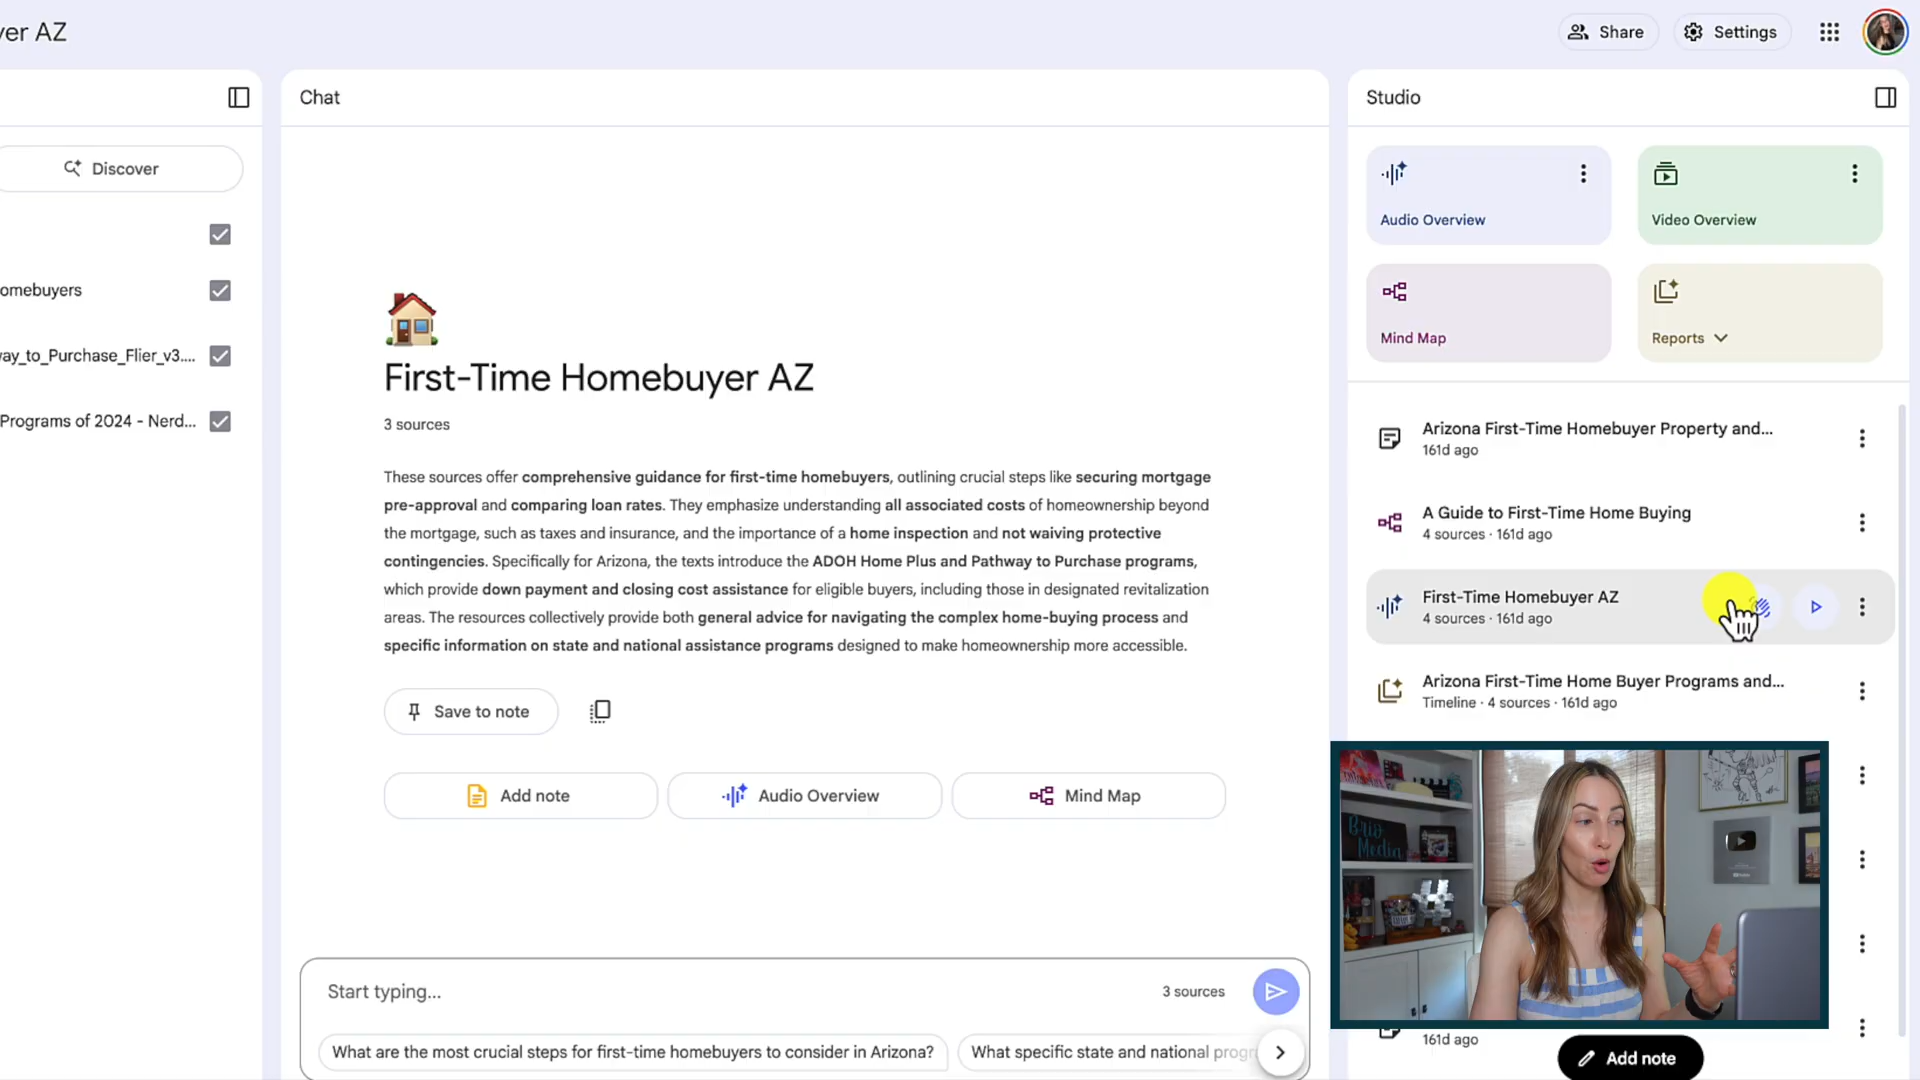 yer AZ
Share
Settings
Discover
omebuyers
ay_to_Purchase_Flier_v3....
Programs of 2024 - Nerd...
Chat
First-Time Homebuyer AZ
3 sources
These sources offer comprehensive guidance for first-time homebuyers, outlining crucial steps like securing mortgage
pre-approval and comparing loan rates. They emphasize understanding all associated costs of homeownership beyond
the mortgage, such as taxes and insurance, and the importance of a home inspection and not waiving protective
contingencies. Specifically for Arizona, the texts introduce the ADOH Home Plus and Pathway to Purchase programs,
which provide down payment and closing cost assistance for eligible buyers, including those in designated revitalization
areas. The resources collectively provide both general advice for navigating the complex home-buying process and
specific information on state and national assistance programs designed to make homeownership more accessible.
Save to note
Add note
Audio Overview
Mind Map
Start typing...
3 sources
What are the most crucial steps for first-time homebuyers to consider in Arizona?
What specific state and national progr
Studio
Audio Overview
Video Overview
Mind Map
Reports
Arizona First-Time Homebuyer Property and...
161d ago
A Guide to First-Time Home Buying
4 sources · 161d ago
First-Time Homebuyer AZ
4 sources · 161d ago
Arizona First-Time Home Buyer Programs and...
Timeline · 4 sources · 161d ago
Brio
Media
#
161d ago
Add note